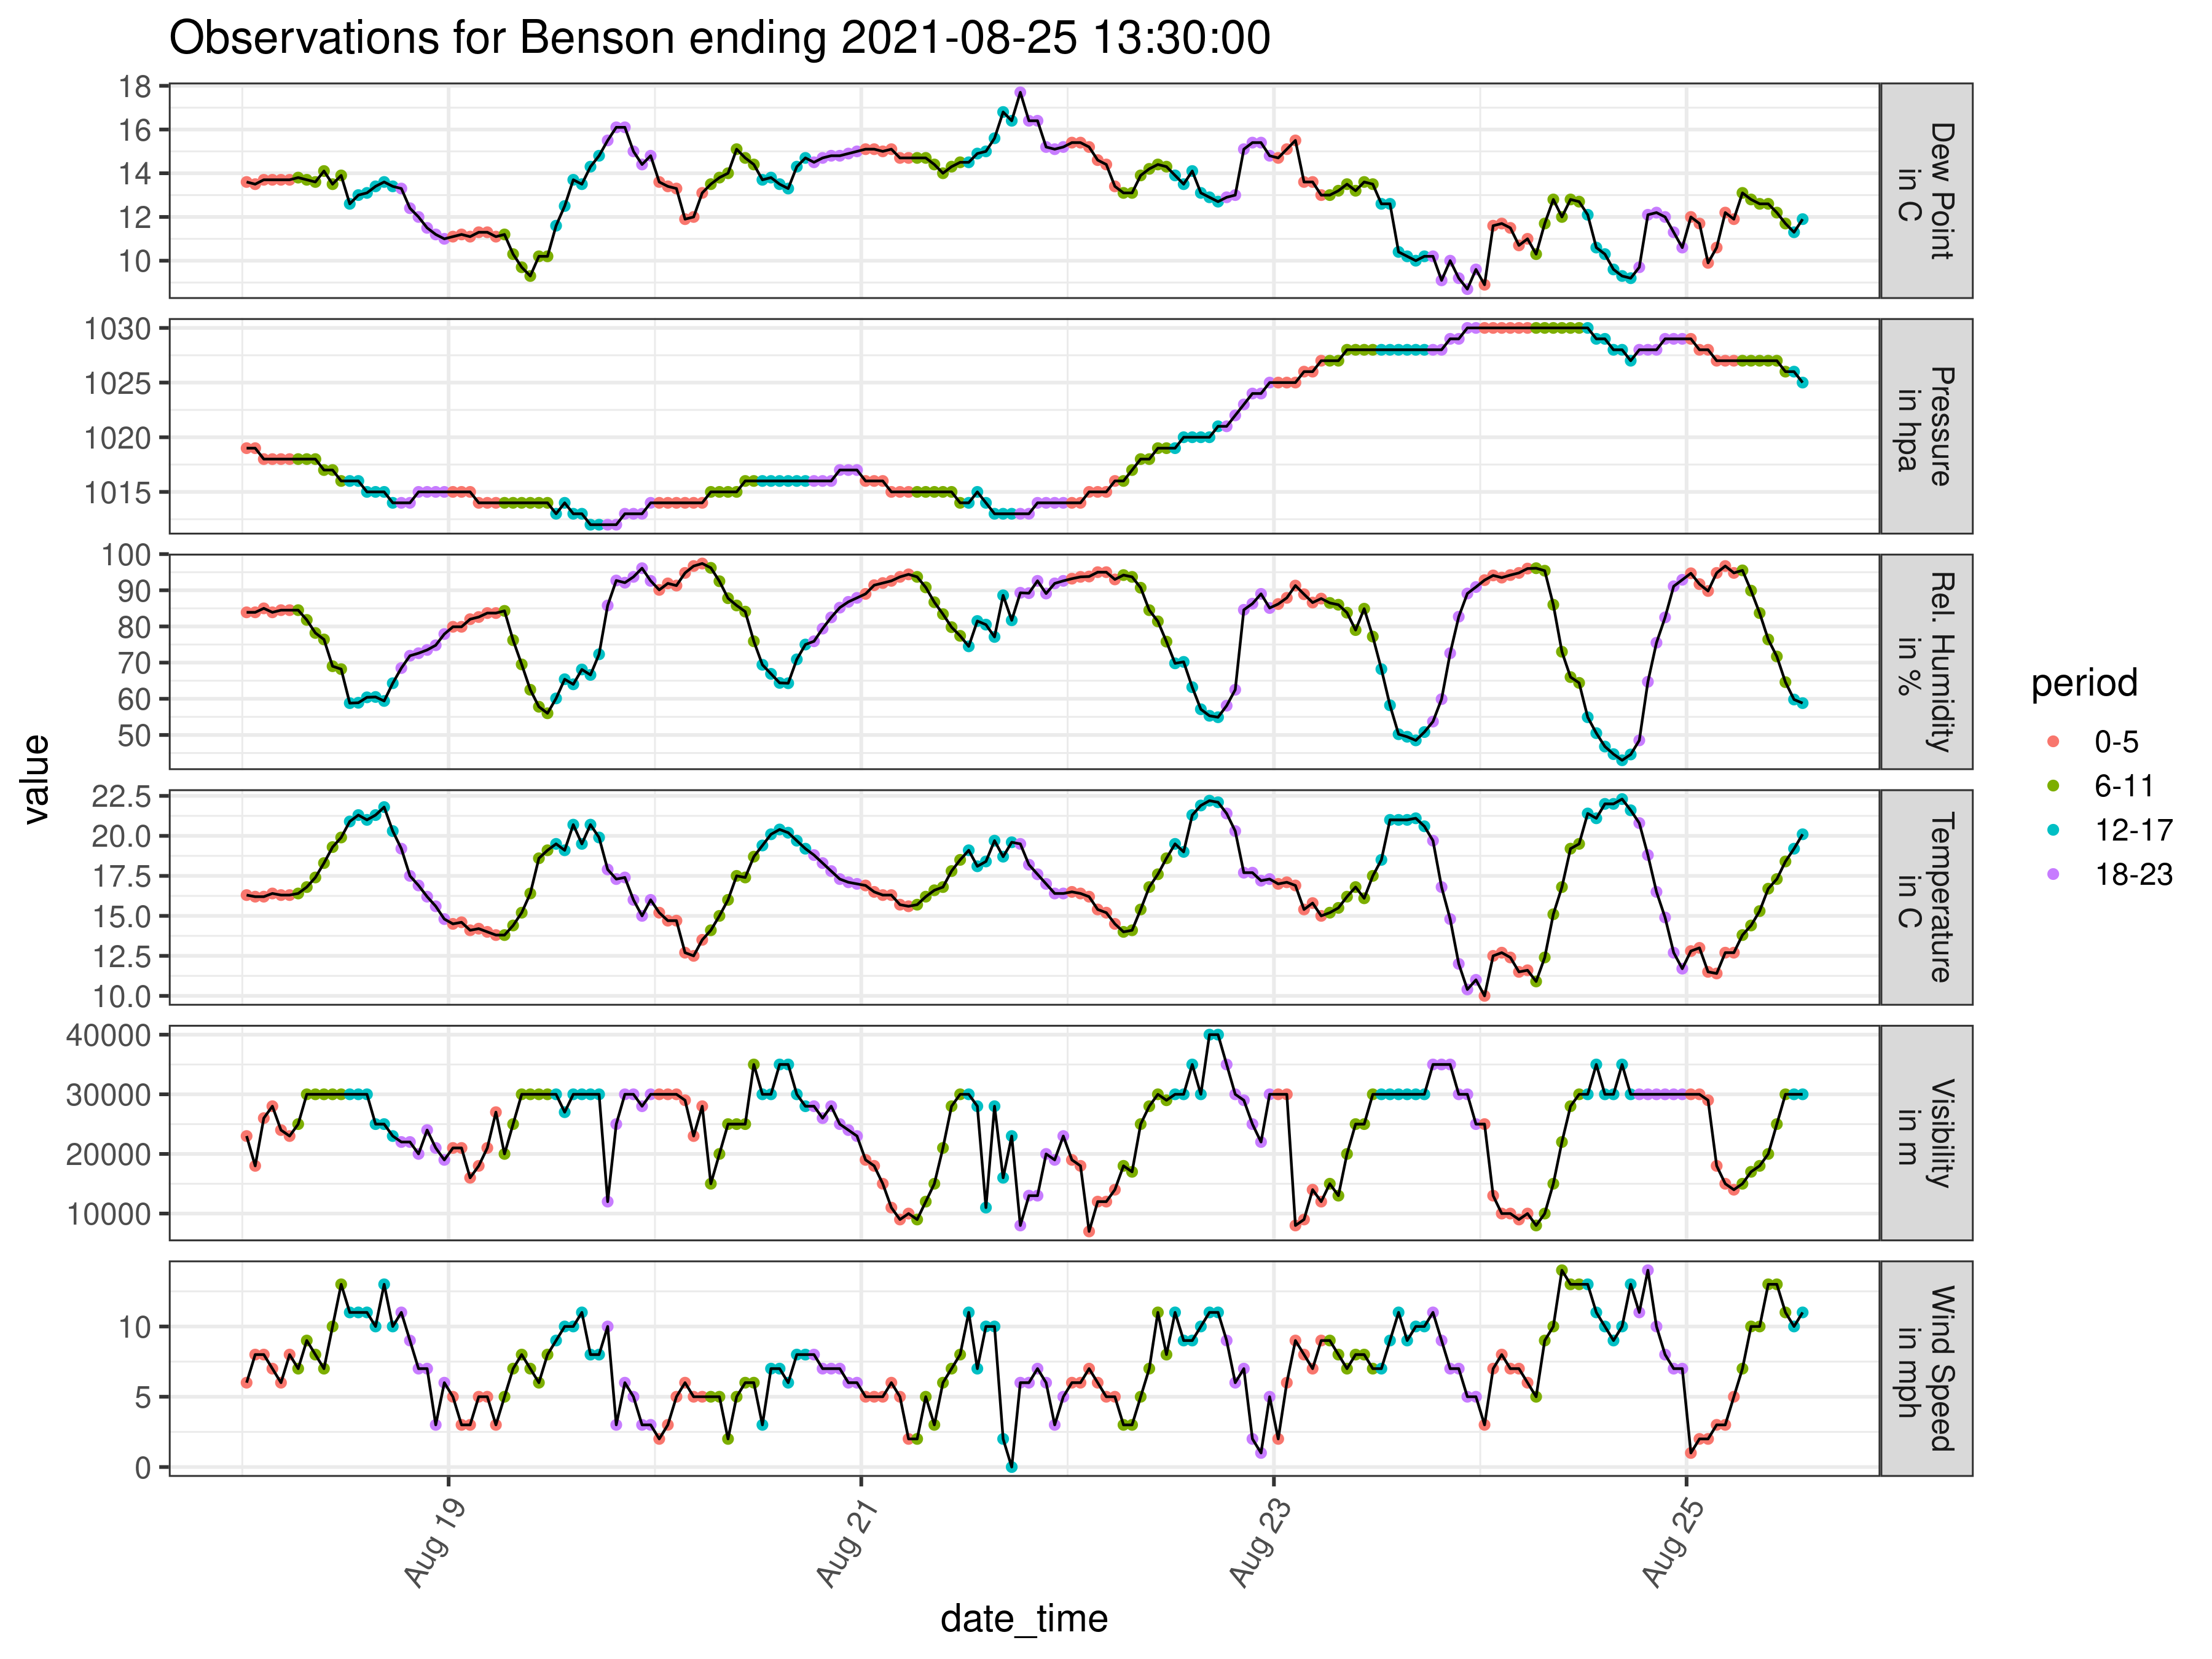 Observations for Benson ending 2021-08-25 13:30:00
value
18
16
14
12
10
Dew Point
in C
1030
1025
1020
1015
Pressure
in hpa
100
90
80
70
60
50
Rel. Humidity
in %
22.5
20.0
17.5
15.0
12.5
10.0
Temperature
in C
40000
30000
20000
10000
Visibility
in m
10
5
0
Wind Speed
in mph
Aug 19
Aug 21
Aug 23
Aug 25
date_time
period
0-5
6-11
12-17
18-23